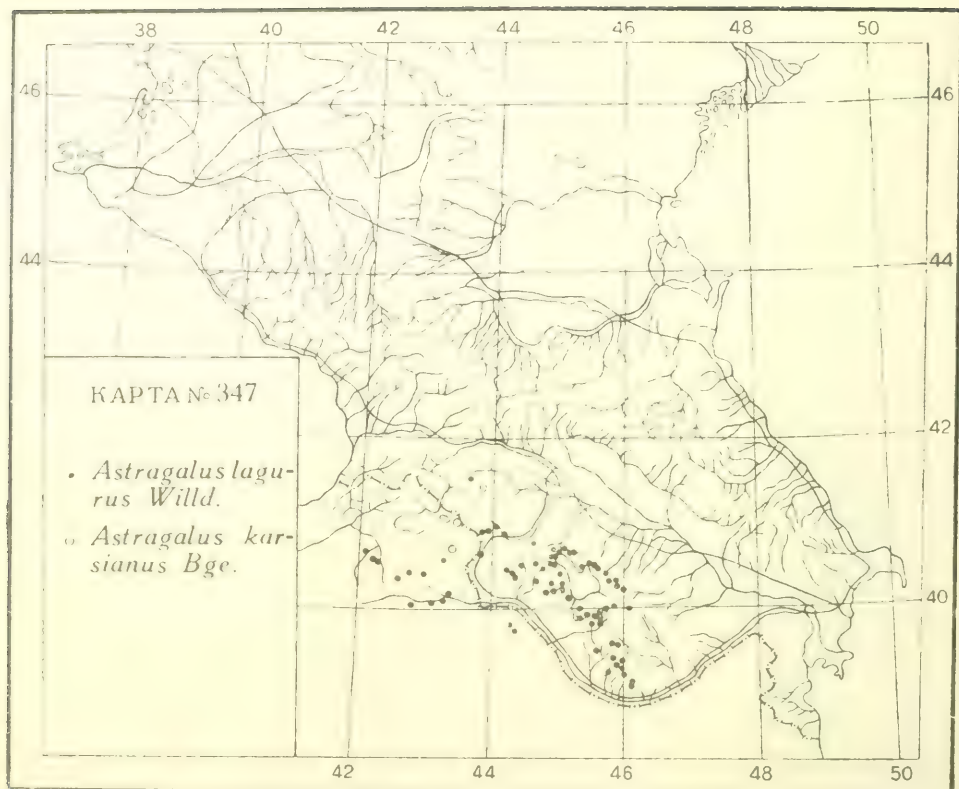 38 40 42 44 46 48 50
46 46
44 44
КАРТА № 347
42
• Astragalus lagu-
rus Willd.
○ Astragalus kar-
sianus Bge.
40
42 44 46 48 50